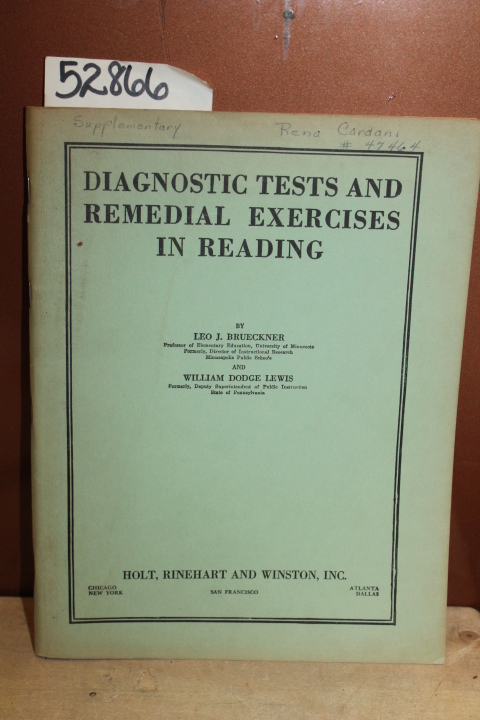 52866
Supplementary Rena Cardani
# 47464
DIAGNOSTIC TESTS AND
REMEDIAL EXERCISES
IN READING
BY
LEO J. BRUECKNER
Professor of Elementary Education, University of Minnesota
Formerly, Director of Instructional Research
Minneapolis Public Schools
AND
WILLIAM DODGE LEWIS
Formerly, Deputy Superintendent of Public Instruction
State of Pennsylvania
HOLT, RINEHART AND WINSTON, INC.
CHICAGO ATLANTA
NEW YORK SAN FRANCISCO DALLAS